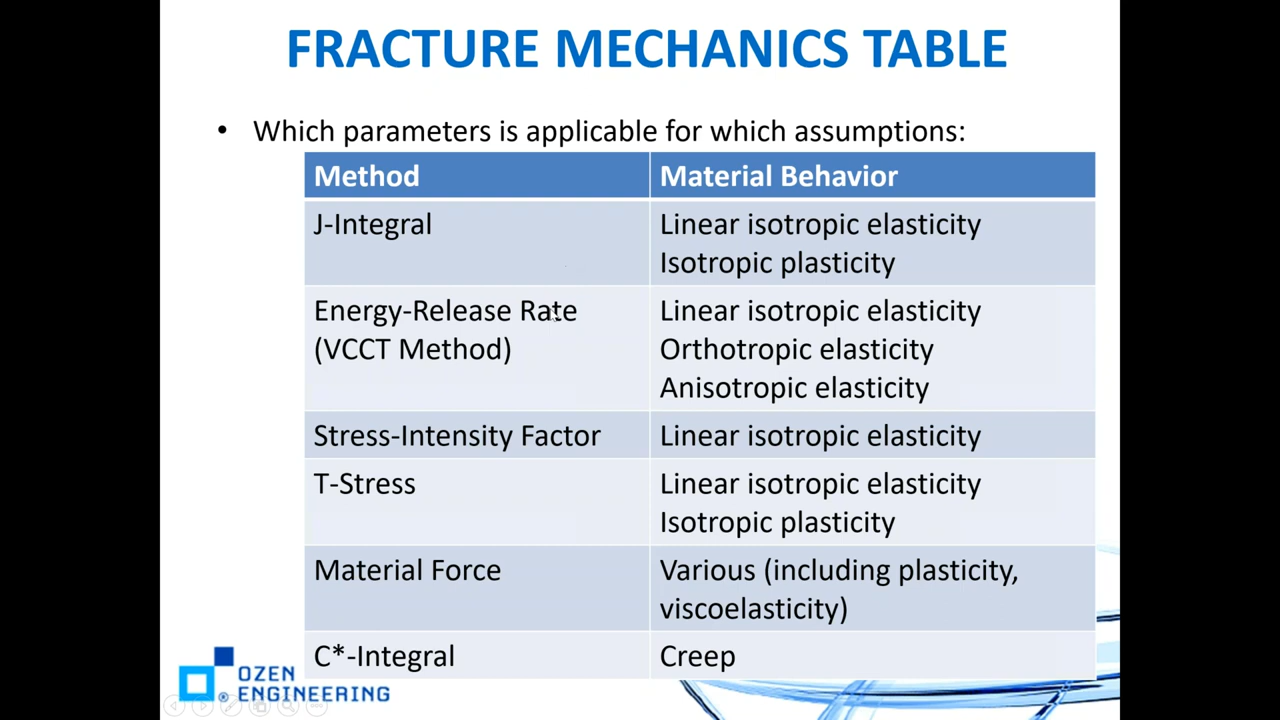 FRACTURE MECHANICS TABLE
• Which parameters is applicable for which assumptions:
Method
Material Behavior
J-Integral
Linear isotropic elasticity
Isotropic plasticity
Energy-Release Rate
(VCCT Method)
Linear isotropic elasticity
Orthotropic elasticity
Anisotropic elasticity
Stress-Intensity Factor
Linear isotropic elasticity
T-Stress
Linear isotropic elasticity
Isotropic plasticity
Material Force
Various (including plasticity,
viscoelasticity)
C*-Integral
Creep
OZEN
ENGINEERING